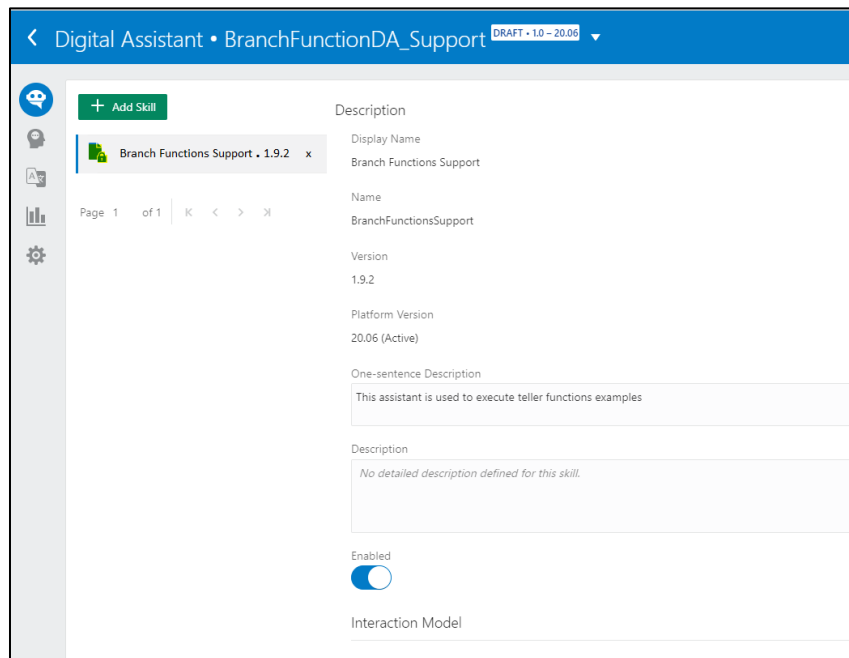 Digital Assistant • BranchFunctionDA_Support DRAFT • 1.0 – 20.06
+ Add Skill
Branch Functions Support . 1.9.2 x
Page 1 of 1
Description
Display Name
Branch Functions Support
Name
BranchFunctionsSupport
Version
1.9.2
Platform Version
20.06 (Active)
One-sentence Description
This assistant is used to execute teller functions examples
Description
No detailed description defined for this skill.
Enabled
Interaction Model